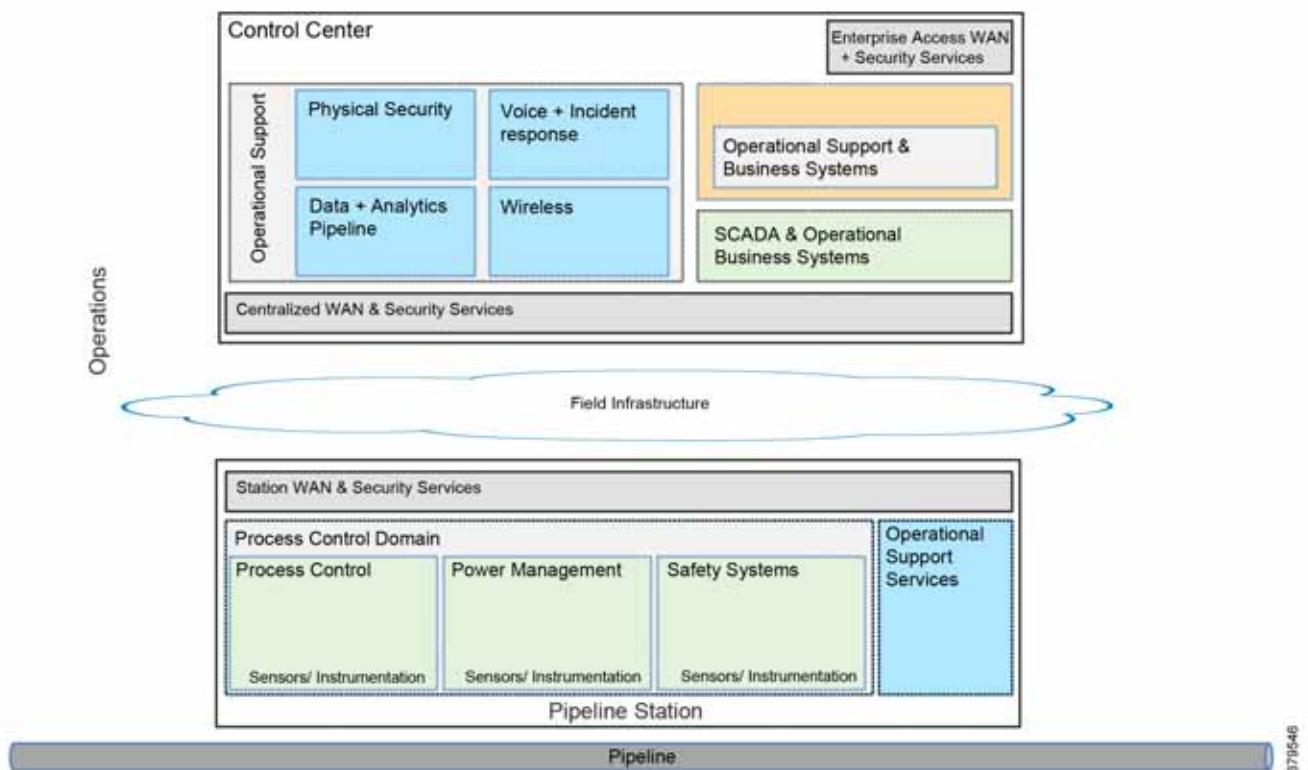 Control Center
Enterprise Access WAN
+ Security Services
Operational Support
Physical Security
Voice + Incident
response
Data + Analytics
Pipeline
Wireless
Operational Support &
Business Systems
SCADA & Operational
Business Systems
Centralized WAN & Security Services
Operations
Field Infrastructure
Station WAN & Security Services
Process Control Domain
Process Control
Sensors/ Instrumentation
Power Management
Sensors/ Instrumentation
Safety Systems
Sensors/ Instrumentation
Operational
Support
Services
Pipeline Station
Pipeline
379546